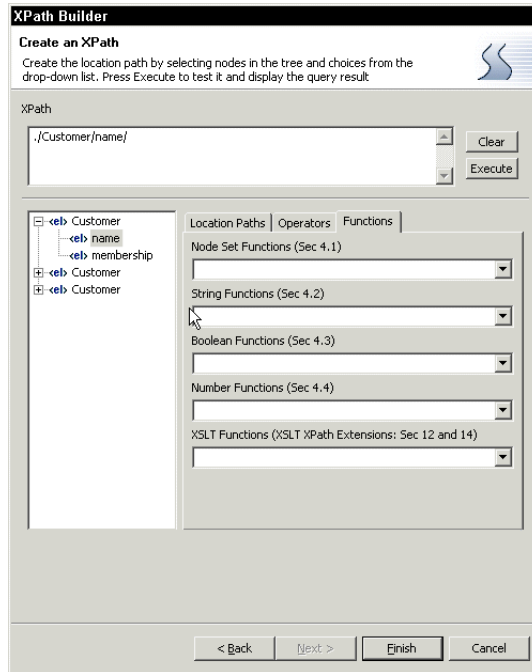 XPath Builder
Create an XPath
Create the location path by selecting nodes in the tree and choices from the
drop-down list. Press Execute to test it and display the query result
XPath
./Customer/name/
Clear
Execute
<el> Customer
<el> name
<el> membership
<el> Customer
<el> Customer
Location Paths
Operators
Functions
Node Set Functions (Sec 4.1)
String Functions (Sec 4.2)
Boolean Functions (Sec 4.3)
Number Functions (Sec 4.4)
XSLT Functions (XSLT XPath Extensions: Sec 12 and 14)
< Back
Next >
Finish
Cancel